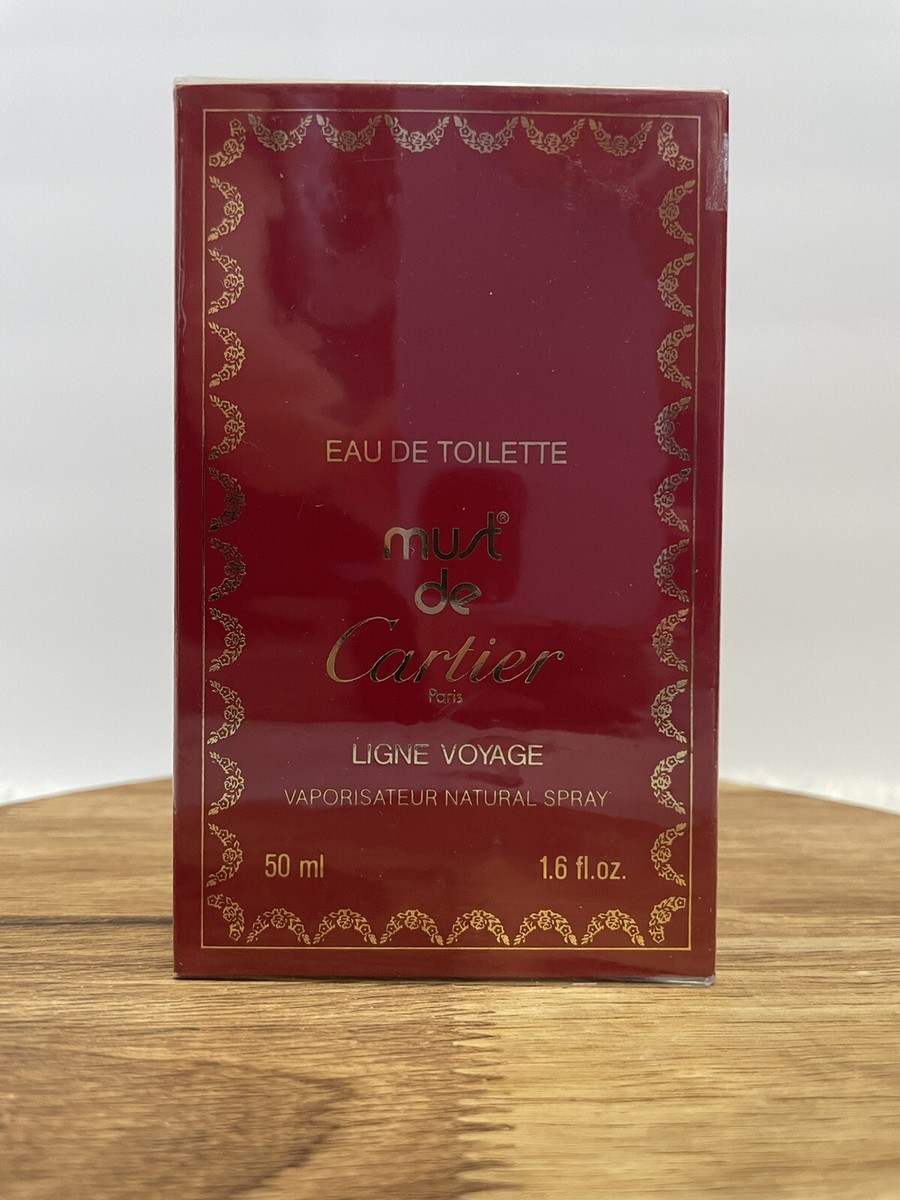 EAU DE TOILETTE
must®
de
Cartier
Paris
LIGNE VOYAGE
VAPORISATEUR NATURAL SPRAY
50 ml 1.6 fl.oz.